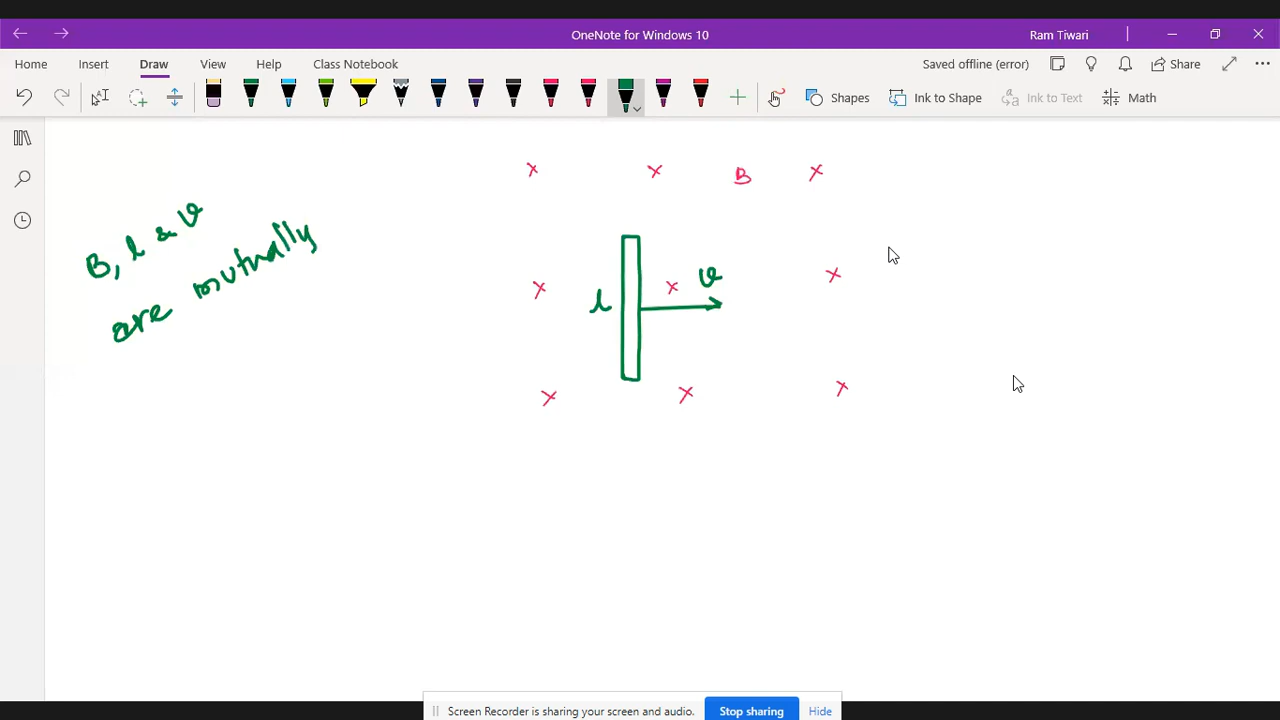 OneNote for Windows 10
Ram Tiwari
Home Insert Draw View Help Class Notebook
Saved offline (error) Share
Shapes Ink to Shape Ink to Text Math
x x B x
B, l & v
are mutually
x l x v x
x x x
Screen Recorder is sharing your screen and audio. Stop sharing Hide